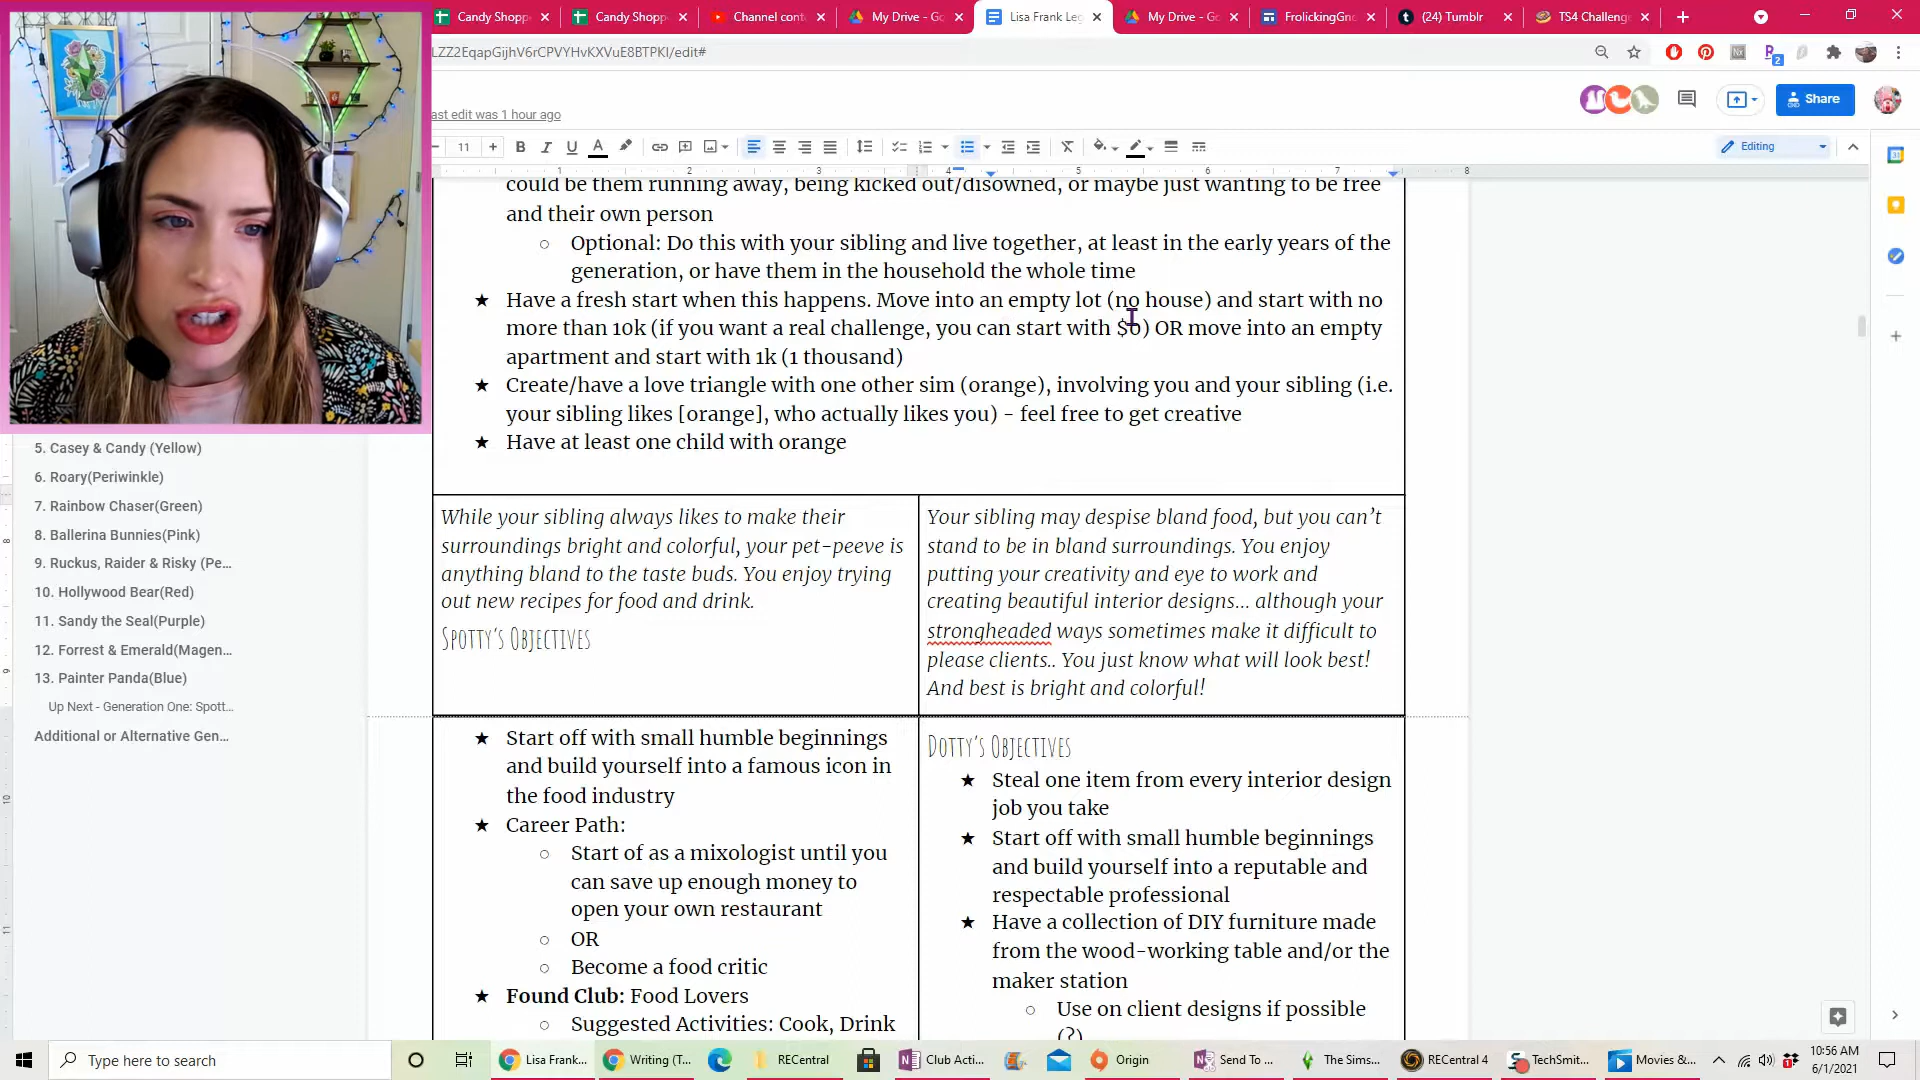 Candy Shopp
Candy Shopp
Channel cont
My Drive - Go
Lisa Frank Leg
My Drive - Go
FrolickingGno
(24) Tumblr
TS4 Challeng
LZZ2EqapGijhV6rCPVYHvKXVuE8BTPKI/edit#
ast edit was 1 hour ago
Share
11
Editing
1 2 3 4 5 6 7 8
could be them running away, being kicked out/disowned, or maybe just wanting to be free
and their own person
Optional: Do this with your sibling and live together, at least in the early years of the
generation, or have them in the household the whole time
Have a fresh start when this happens. Move into an empty lot (no house) and start with no
more than 10k (if you want a real challenge, you can start with $0) OR move into an empty
apartment and start with 1k (1 thousand)
Create/have a love triangle with one other sim (orange), involving you and your sibling (i.e.
your sibling likes [orange], who actually likes you) - feel free to get creative
Have at least one child with orange
5. Casey & Candy (Yellow)
6. Roary(Periwinkle)
7. Rainbow Chaser(Green)
8. Ballerina Bunnies(Pink)
9. Ruckus, Raider & Risky (Pe...
10. Hollywood Bear(Red)
11. Sandy the Seal(Purple)
12. Forrest & Emerald(Magen...
13. Painter Panda(Blue)
Up Next - Generation One: Spott...
Additional or Alternative Gen...
While your sibling always likes to make their
surroundings bright and colorful, your pet-peeve is
anything bland to the taste buds. You enjoy trying
out new recipes for food and drink.
Spotty's Objectives
Start off with small humble beginnings
and build yourself into a famous icon in
the food industry
Career Path:
Start of as a mixologist until you
can save up enough money to
open your own restaurant
OR
Become a food critic
Found Club: Food Lovers
Suggested Activities: Cook, Drink
Your sibling may despise bland food, but you can't
stand to be in bland surroundings. You enjoy
putting your creativity and eye to work and
creating beautiful interior designs... although your
strongheaded ways sometimes make it difficult to
please clients.. You just know what will look best!
And best is bright and colorful!
Dotty's Objectives
Steal one item from every interior design
job you take
Start off with small humble beginnings
and build yourself into a reputable and
respectable professional
Have a collection of DIY furniture made
from the wood-working table and/or the
maker station
Use on client designs if possible
(?)
Type here to search
Lisa Frank...
Writing (T...
RECentral
Club Acti...
Origin
Send To ...
The Sims...
RECentral 4
TechSmit...
Movies &...
10:56 AM
6/1/2021